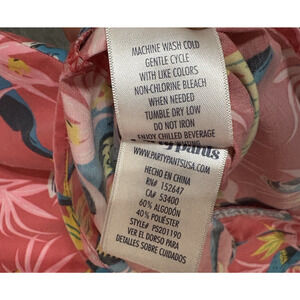 MACHINE WASH COLD
GENTLE CYCLE
WITH LIKE COLORS
NON-CHLORINE BLEACH
WHEN NEEDED
TUMBLE DRY LOW
DO NOT IRON
ENJOY CHILLED BEVERAGE
pants
WWW.PARTYPANTSUSA.COM
HECHO EN CHINA
RN# 152647
CA# 53400
60% ALGODÓN
40% POLIÉSTER
STYLE# PS201190
VER EL DORSO PARA
DETALLES SOBRE CUIDADOS